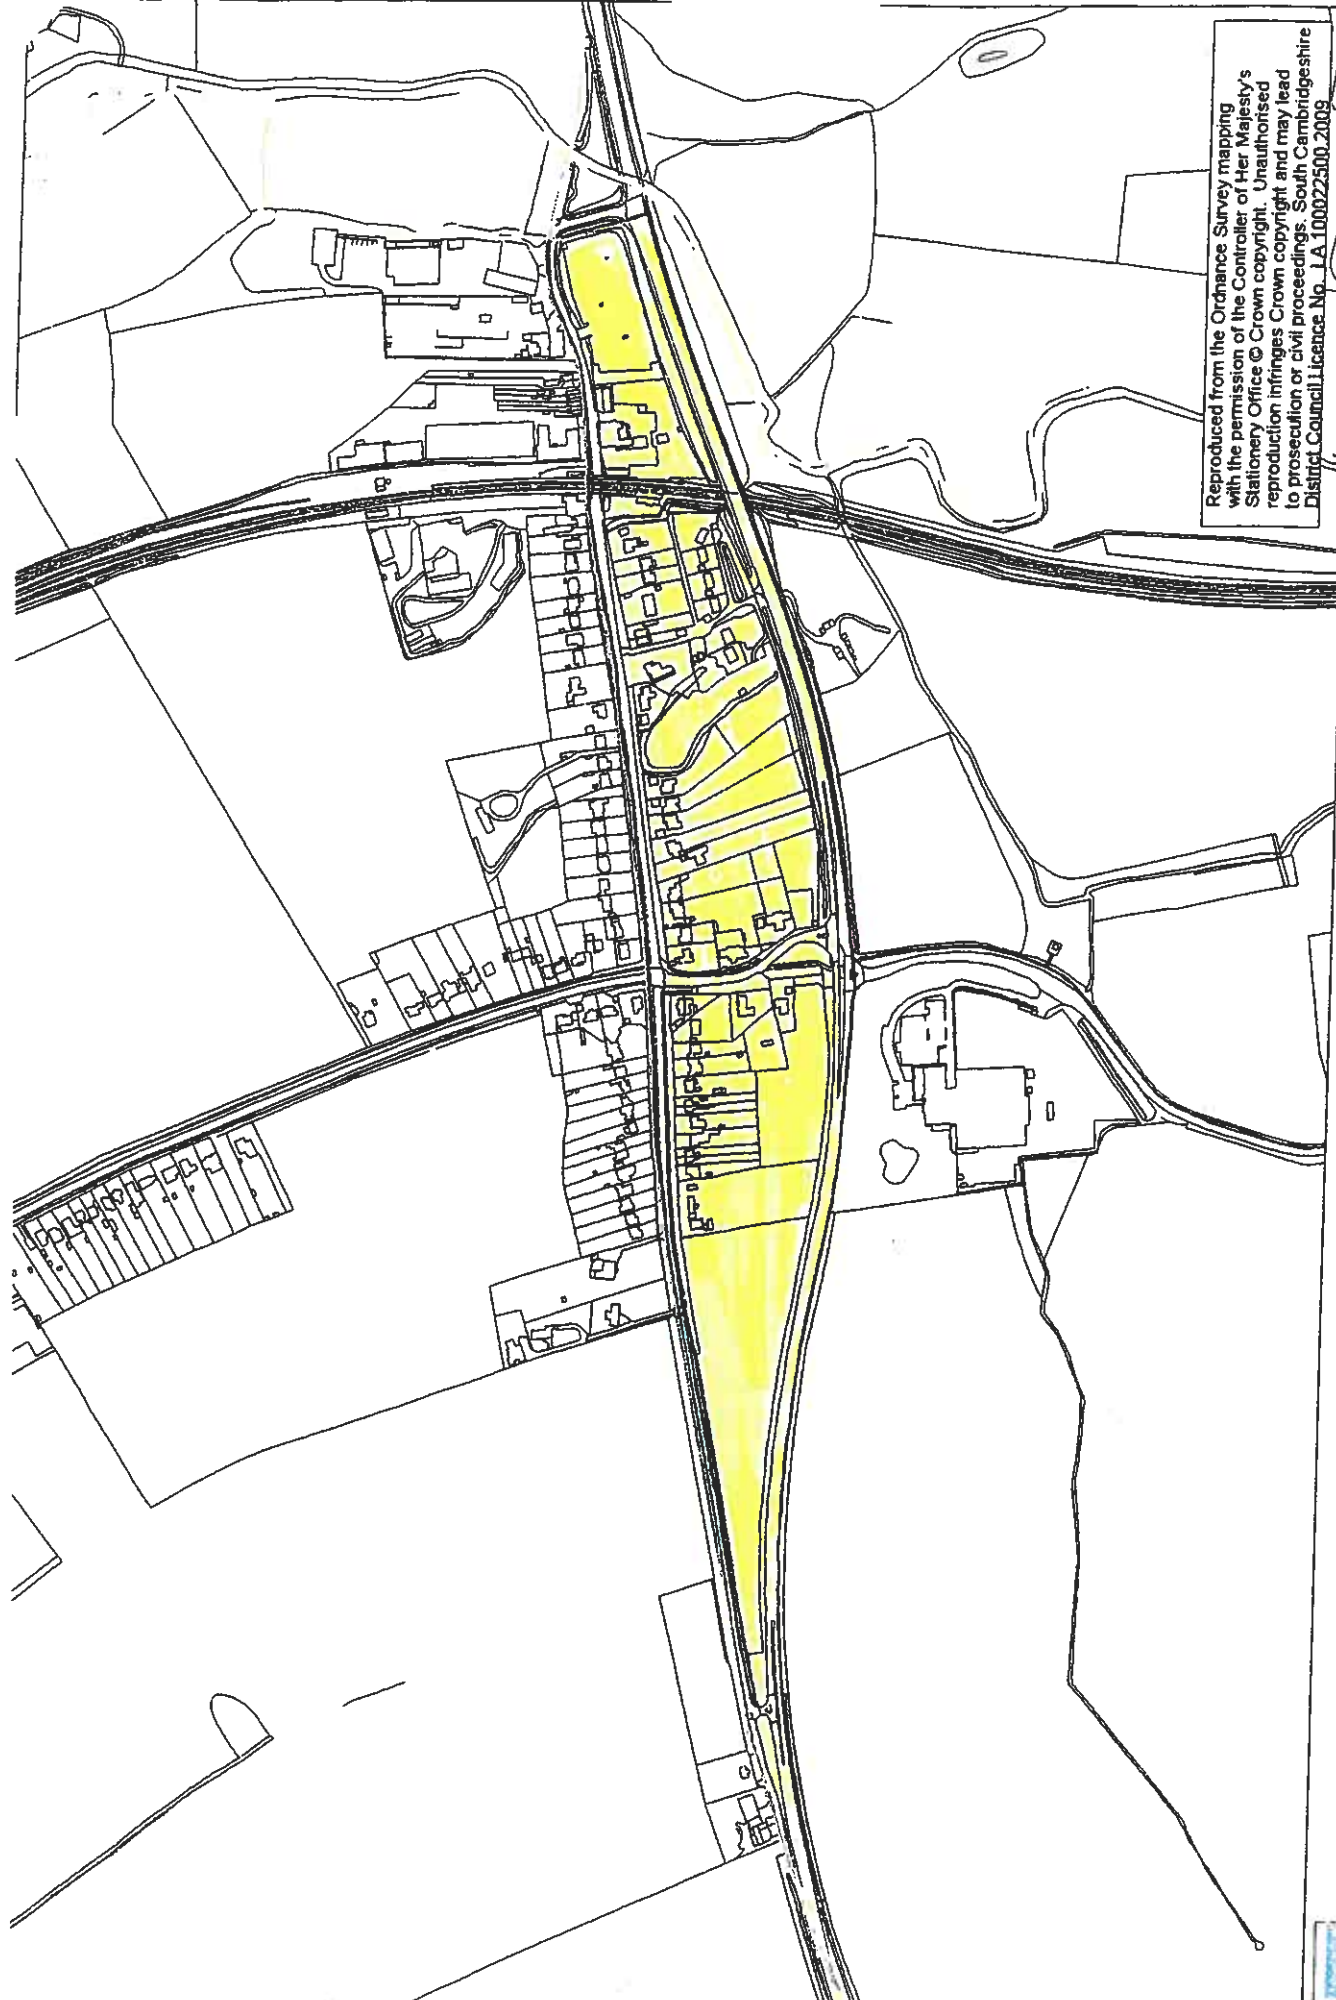 Reproduced from the Ordnance Survey mapping
with the permission of the Controller of Her Majesty's
Stationery Office © Crown copyright. Unauthorised
reproduction infringes Crown copyright and may lead
to prosecution or civil proceedings. South Cambridgeshire
District Council Licence No. LA 100022500.2009